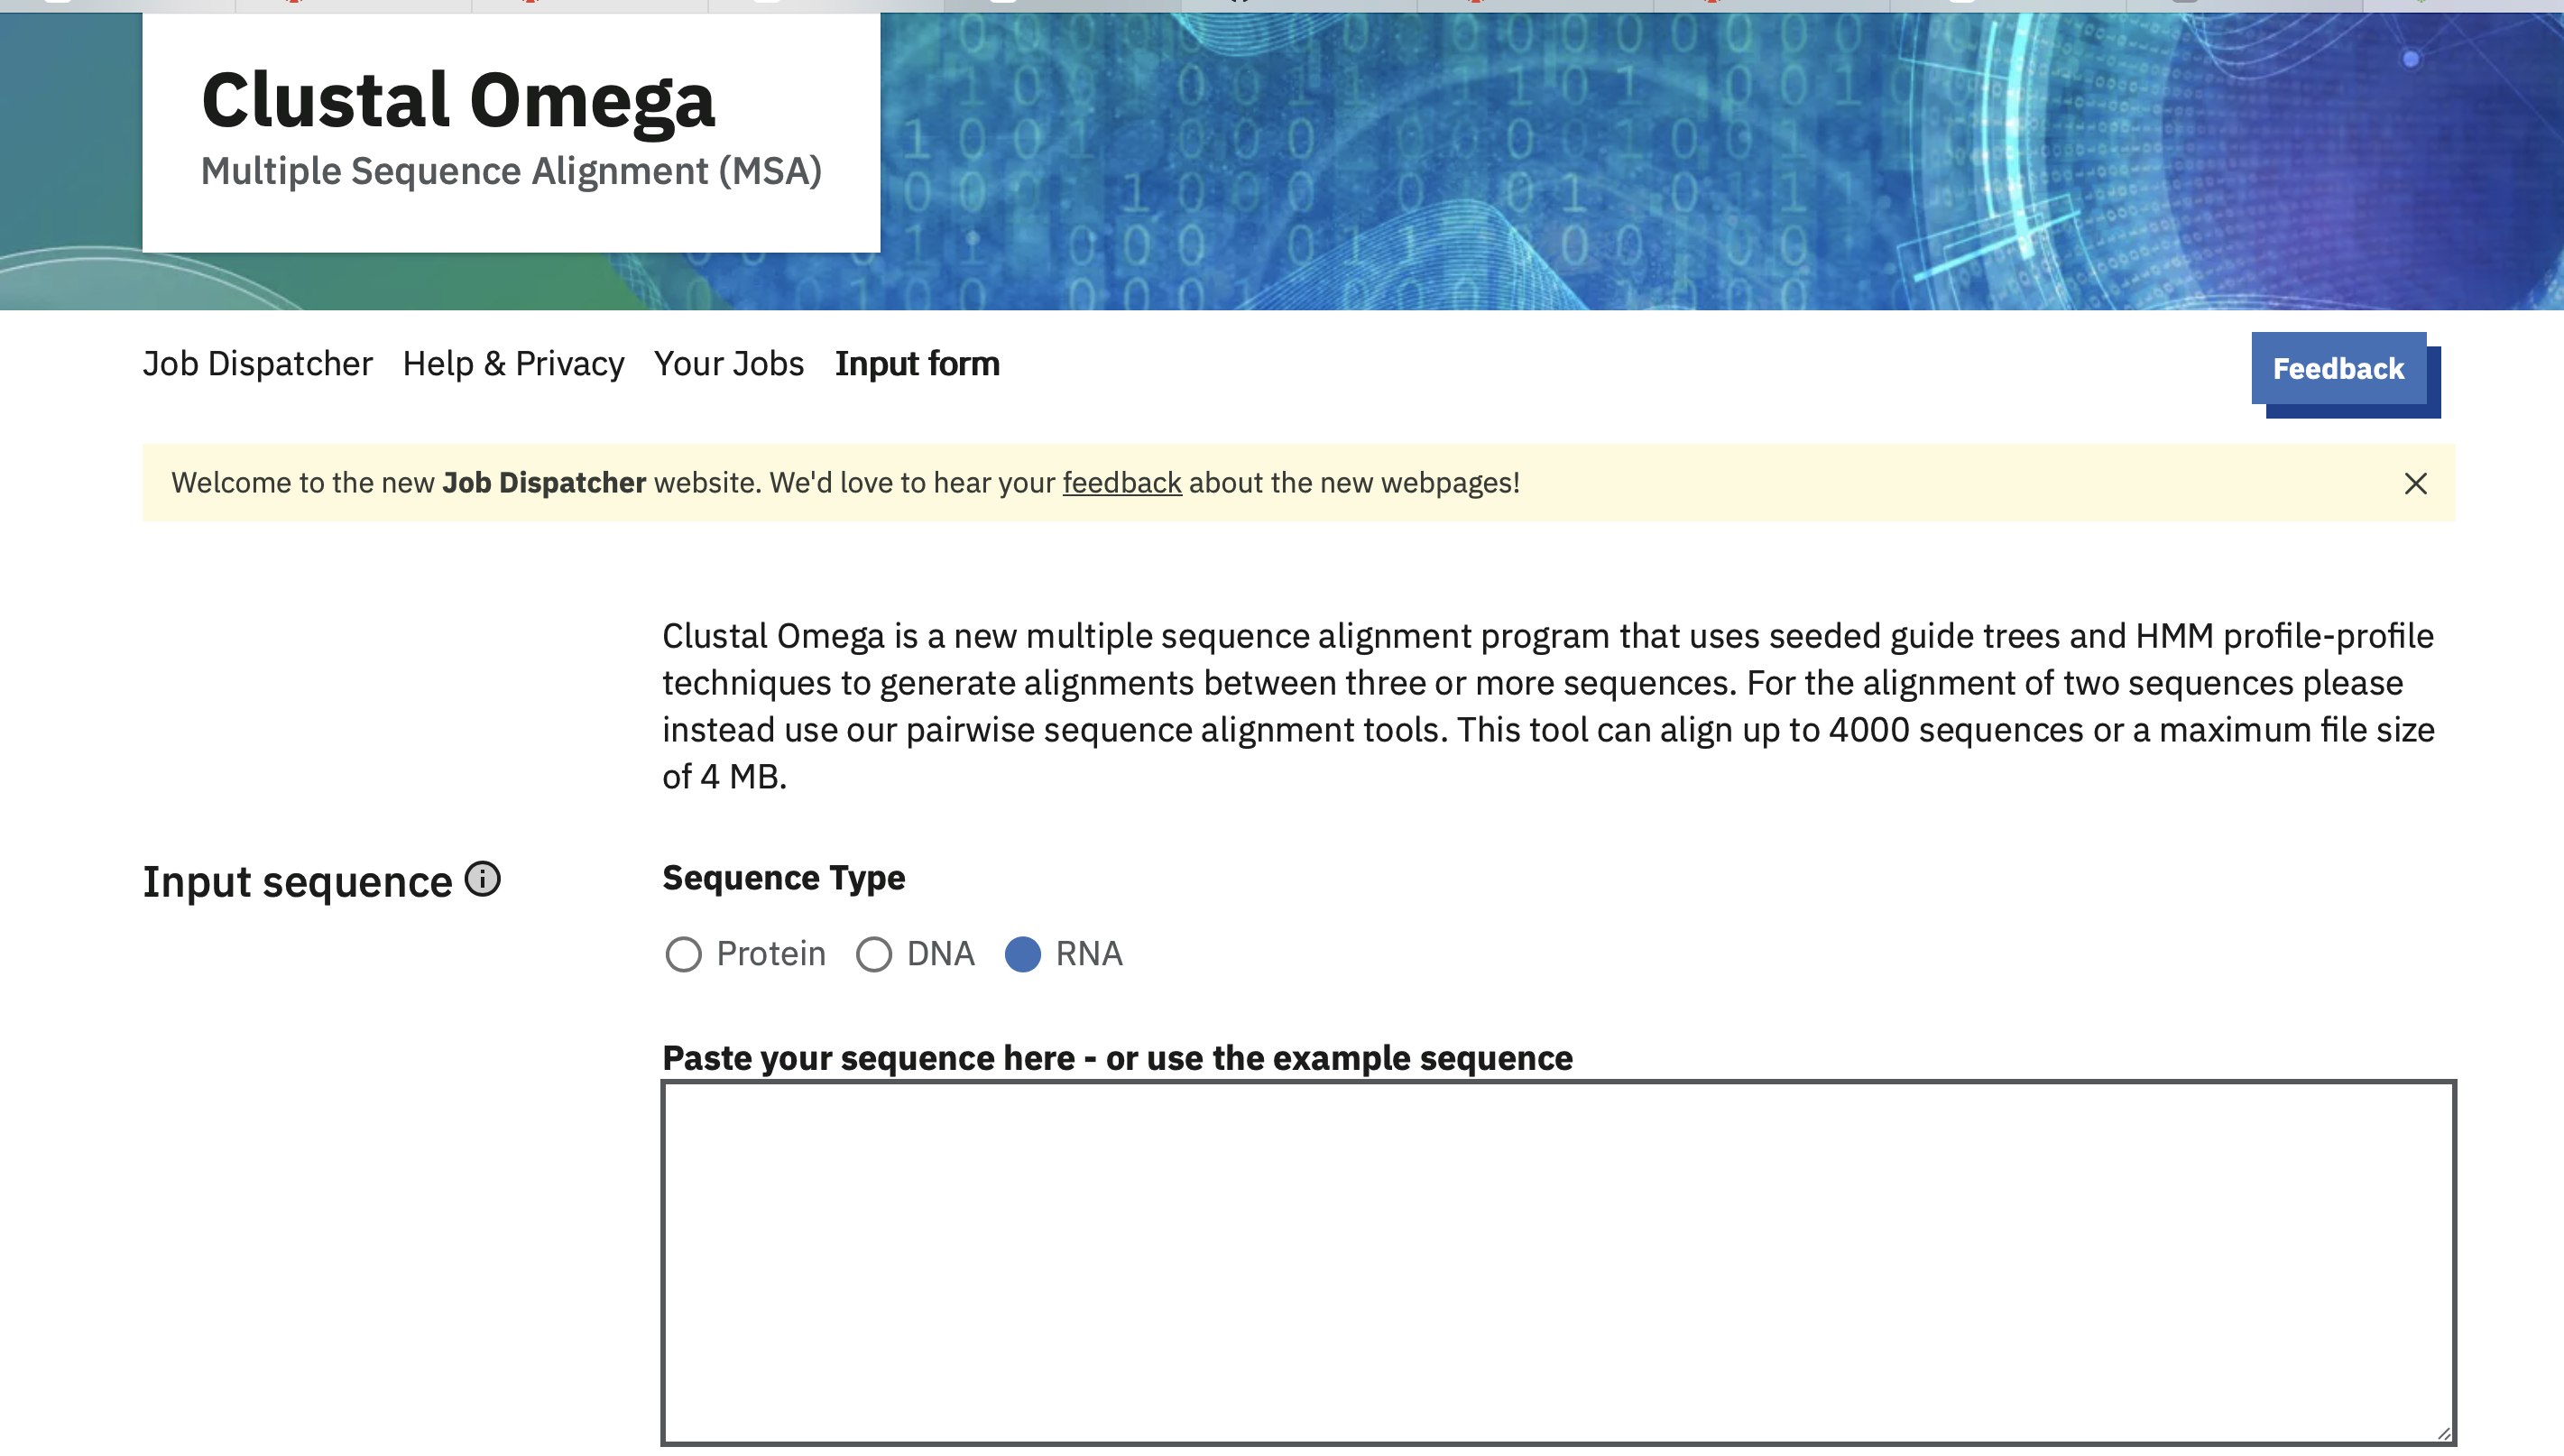 Clustal Omega
Multiple Sequence Alignment (MSA)
Job Dispatcher Help & Privacy Your Jobs Input form
Feedback
Welcome to the new Job Dispatcher website. We'd love to hear your feedback about the new webpages!
Clustal Omega is a new multiple sequence alignment program that uses seeded guide trees and HMM profile-profile
techniques to generate alignments between three or more sequences. For the alignment of two sequences please
instead use our pairwise sequence alignment tools. This tool can align up to 4000 sequences or a maximum file size
of 4 MB.
Input sequence
Sequence Type
Protein DNA RNA
Paste your sequence here - or use the example sequence